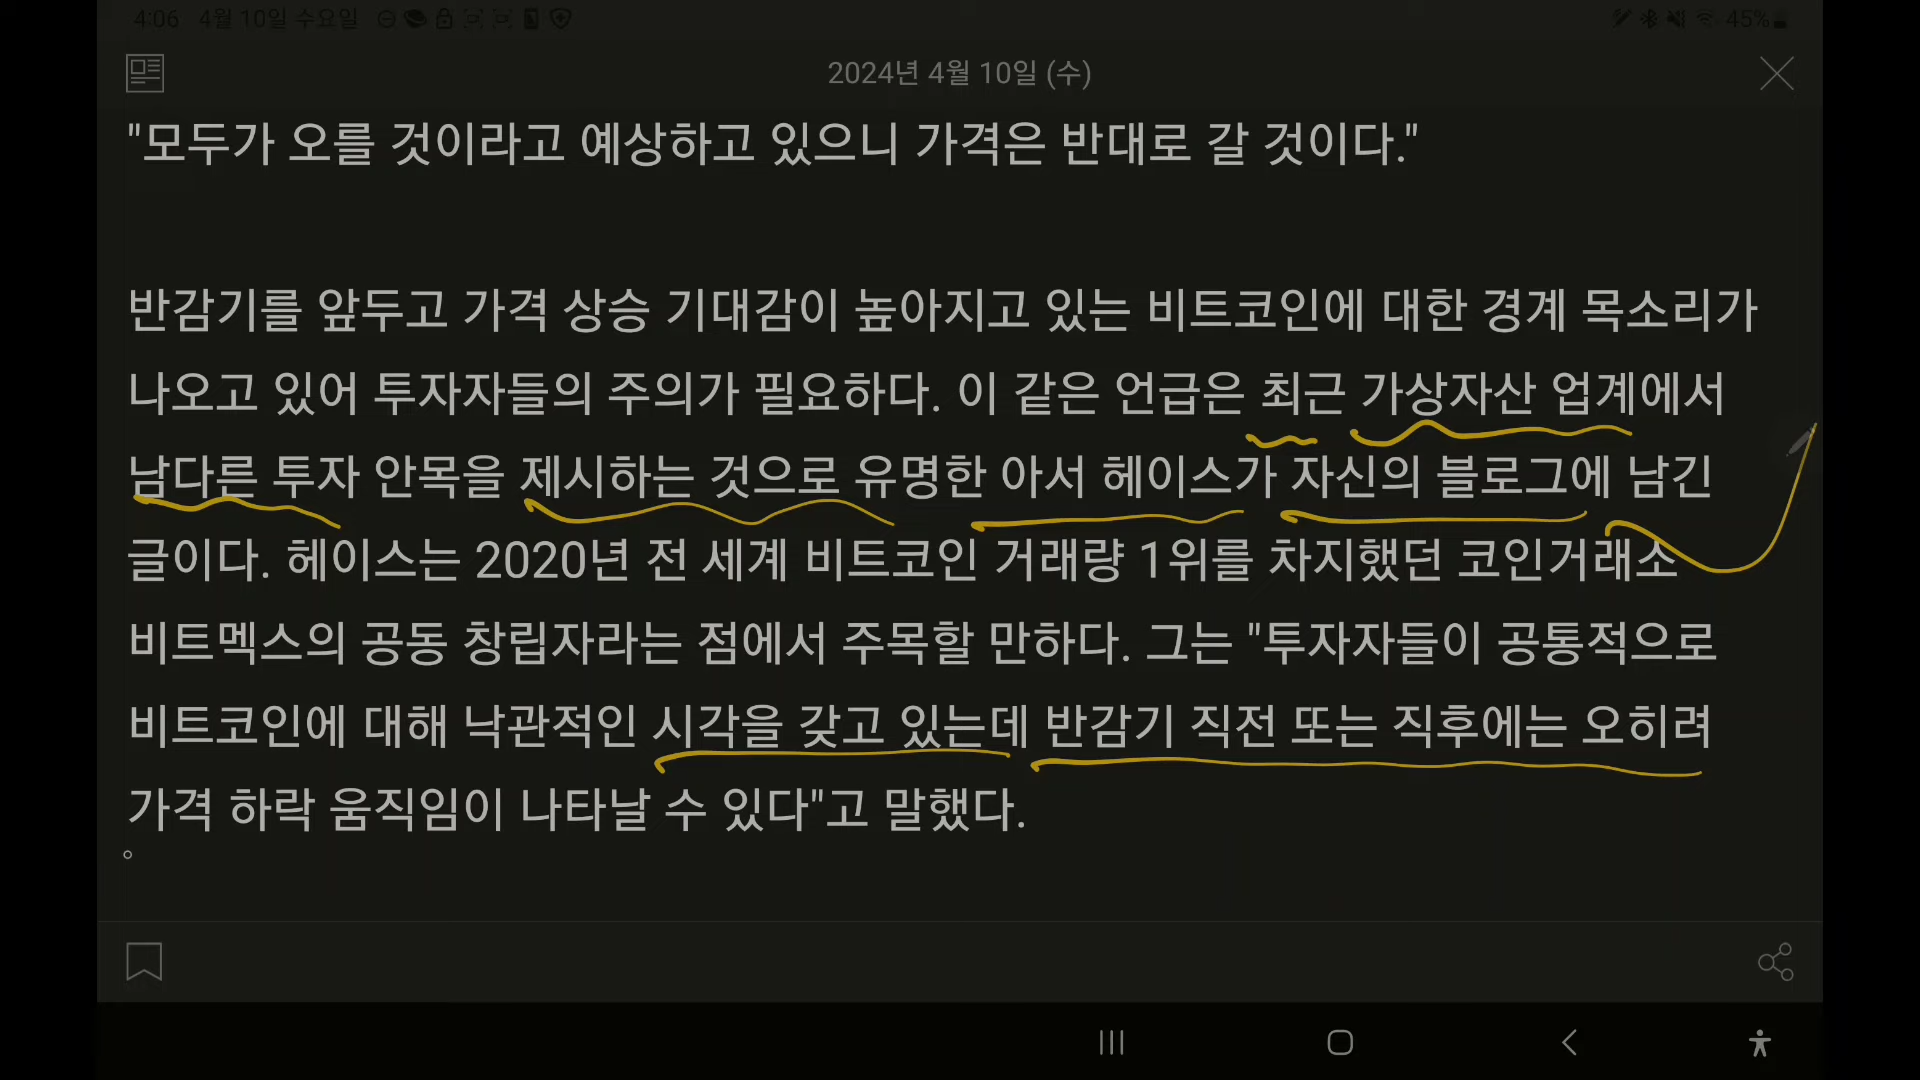 4:06 4월 10일 수요일 45%
2024년 4월 10일 (수)
"모두가 오를 것이라고 예상하고 있으니 가격은 반대로 갈 것이다."
반감기를 앞두고 가격 상승 기대감이 높아지고 있는 비트코인에 대한 경계 목소리가
나오고 있어 투자자들의 주의가 필요하다. 이 같은 언급은 최근 가상자산 업계에서
남다른 투자 안목을 제시하는 것으로 유명한 아서 헤이스가 자신의 블로그에 남긴
글이다. 헤이스는 2020년 전 세계 비트코인 거래량 1위를 차지했던 코인거래소
비트멕스의 공동 창립자라는 점에서 주목할 만하다. 그는 "투자자들이 공통적으로
비트코인에 대해 낙관적인 시각을 갖고 있는데 반감기 직전 또는 직후에는 오히려
가격 하락 움직임이 나타날 수 있다"고 말했다.